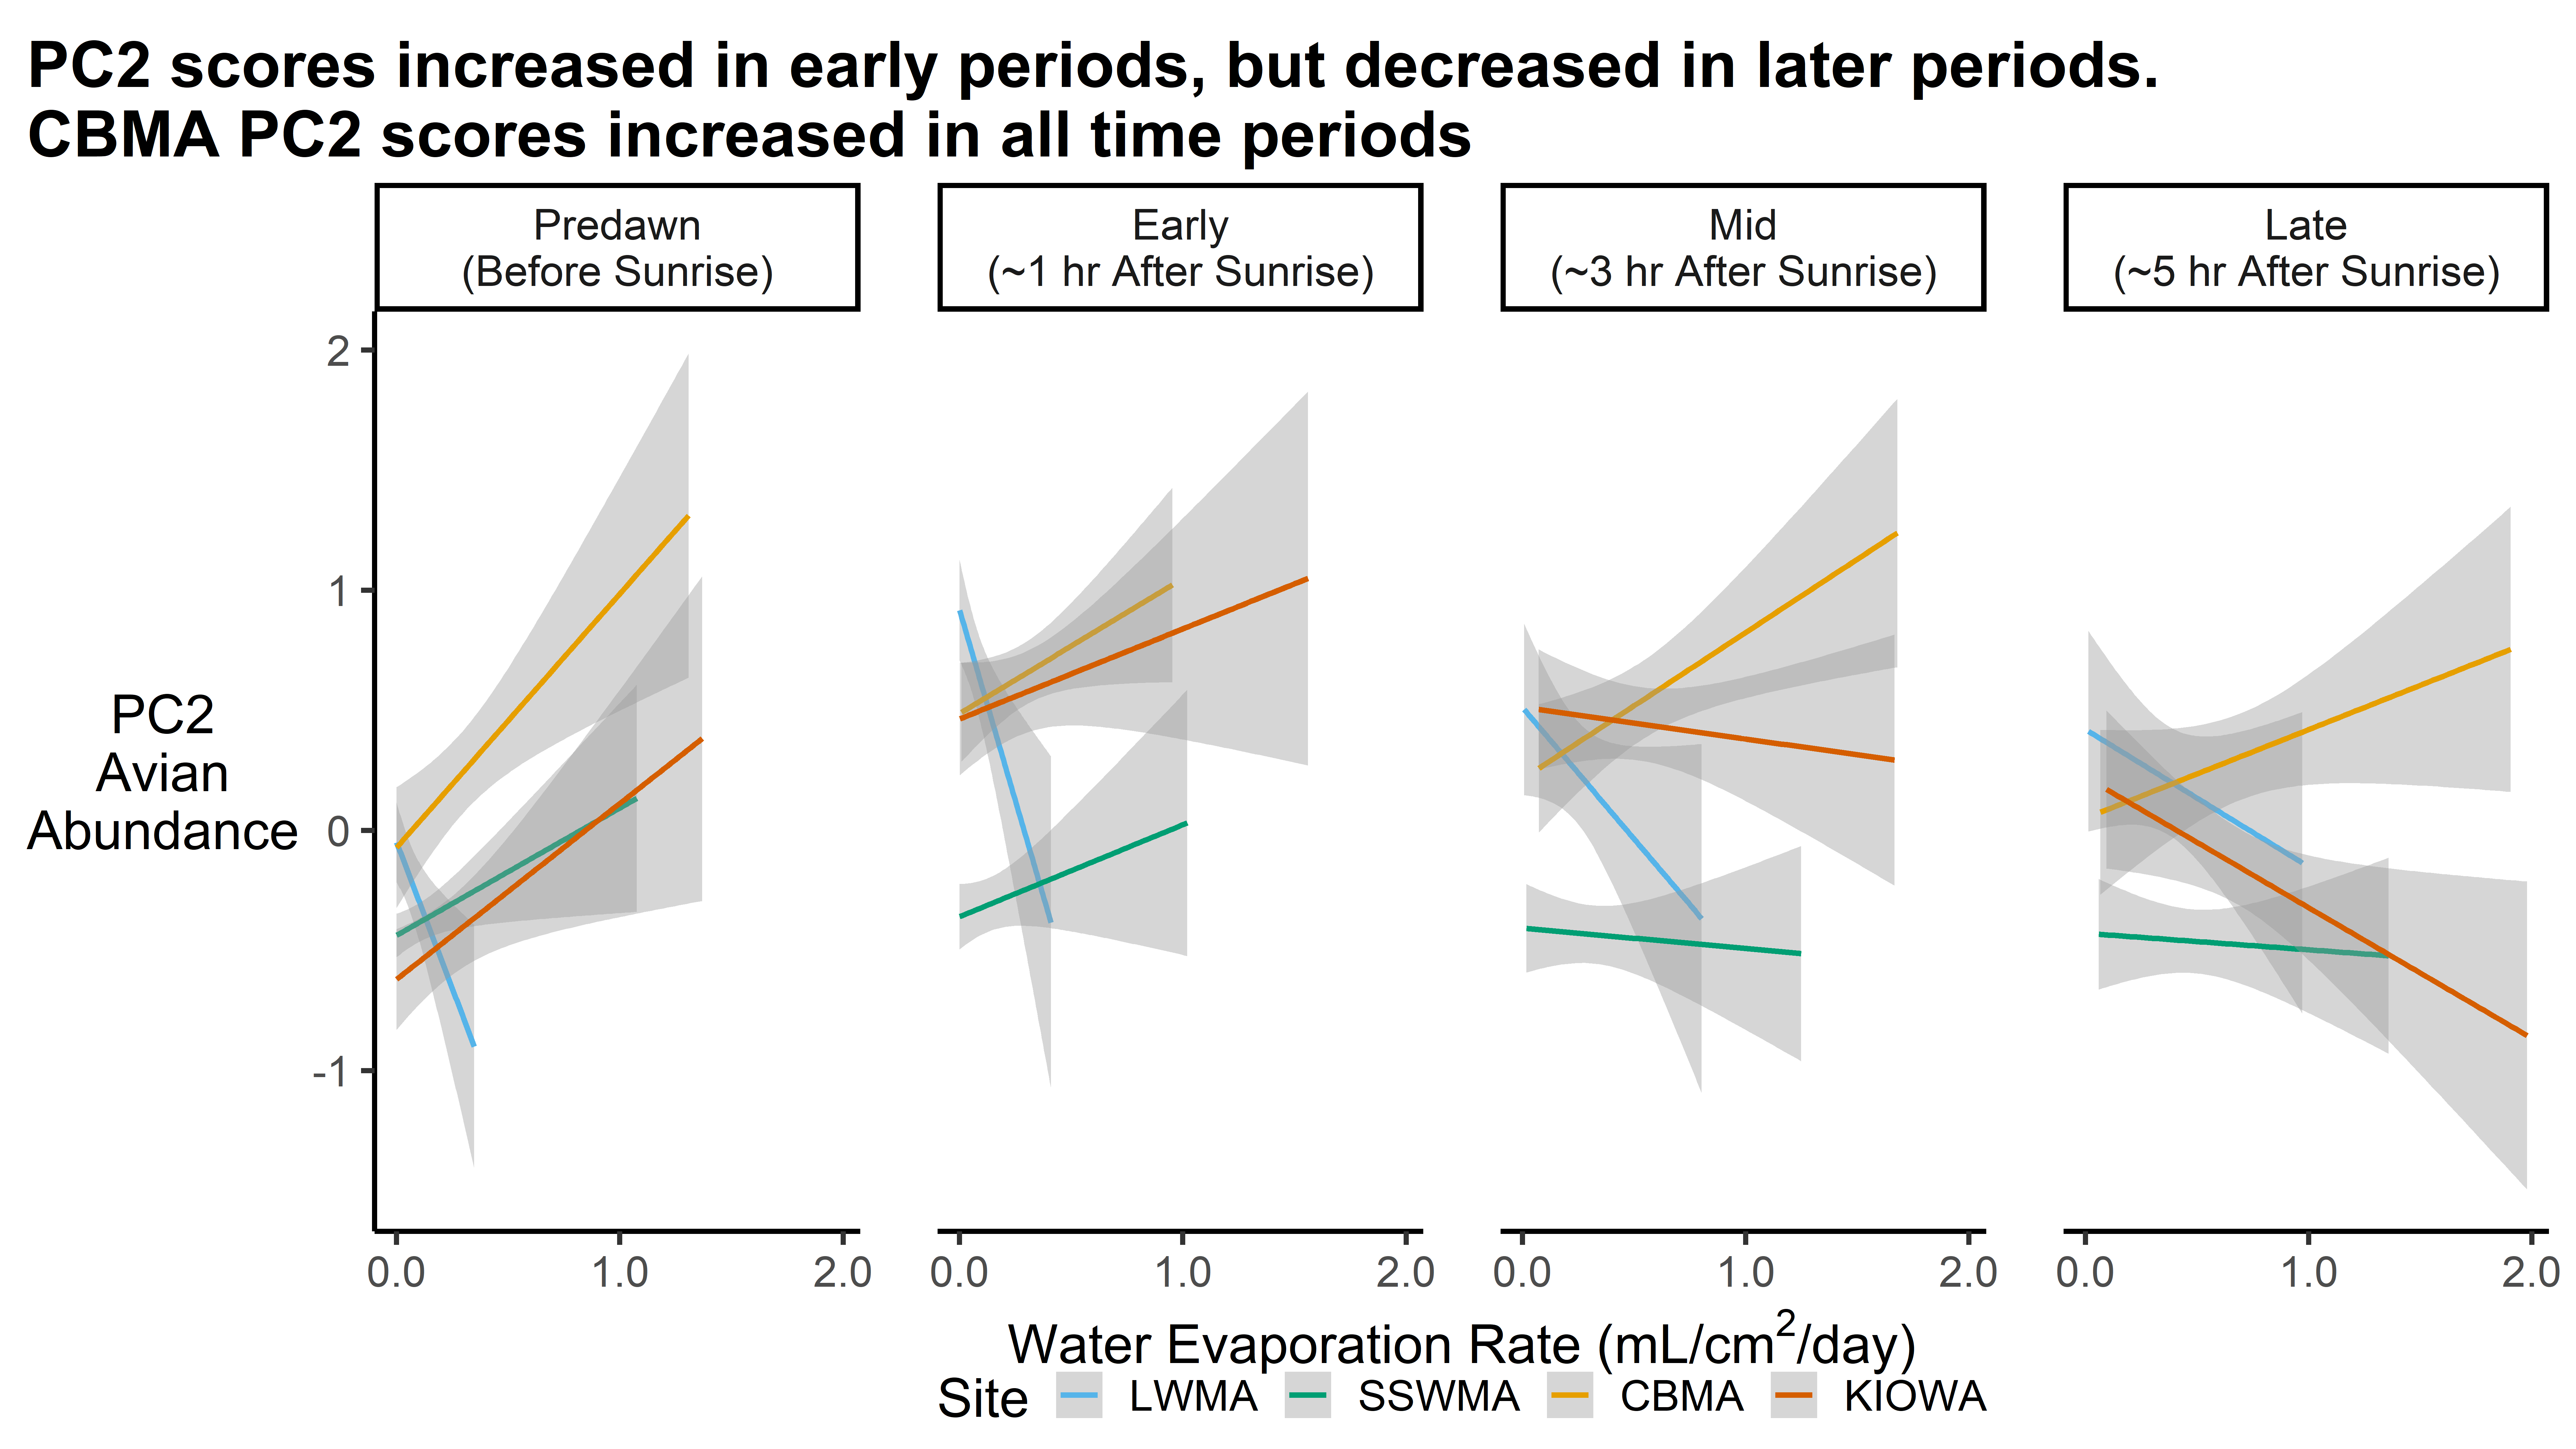 PC2 scores increased in early periods, but decreased in later periods.
CBMA PC2 scores increased in all time periods
Predawn
(Before Sunrise)
Early
(~1 hr After Sunrise)
Mid
(~3 hr After Sunrise)
Late
(~5 hr After Sunrise)
PC2
Avian
Abundance
2
1
0
-1
0.0 1.0 2.0
0.0 1.0 2.0
0.0 1.0 2.0
0.0 1.0 2.0
Water Evaporation Rate (mL/cm²/day)
Site LWMA SSWMA CBMA KIOWA